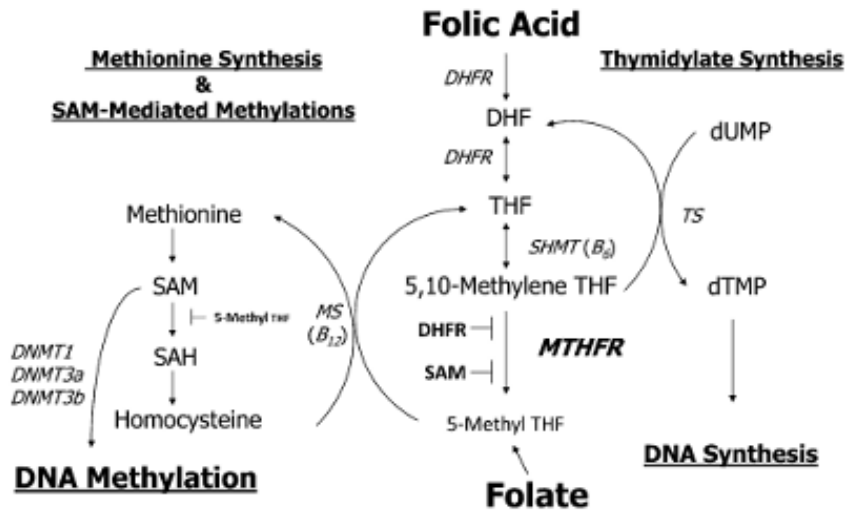 Folic Acid
Methionine Synthesis
&
SAM-Mediated Methylations
Thymidylate Synthesis
DHFR
DHF
dUMP
DHFR
Methionine
THF
TS
SHMT (B6)
SAM
5,10-Methylene THF
dTMP
5-Methyl THF
MS
(B12)
DHFR
MTHFR
DNMT1
DNMT3a
DNMT3b
SAH
SAM
Homocysteine
5-Methyl THF
DNA Methylation
DNA Synthesis
Folate